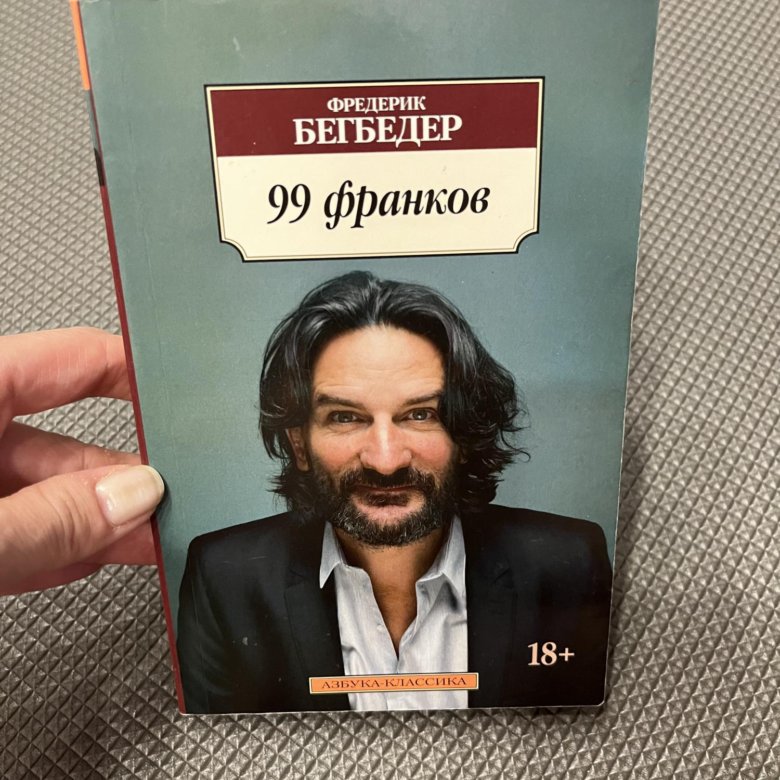 ФРЕДЕРИК
БЕГБЕДЕР
99 франков
18+
АЗБУКА-КЛАССИКА